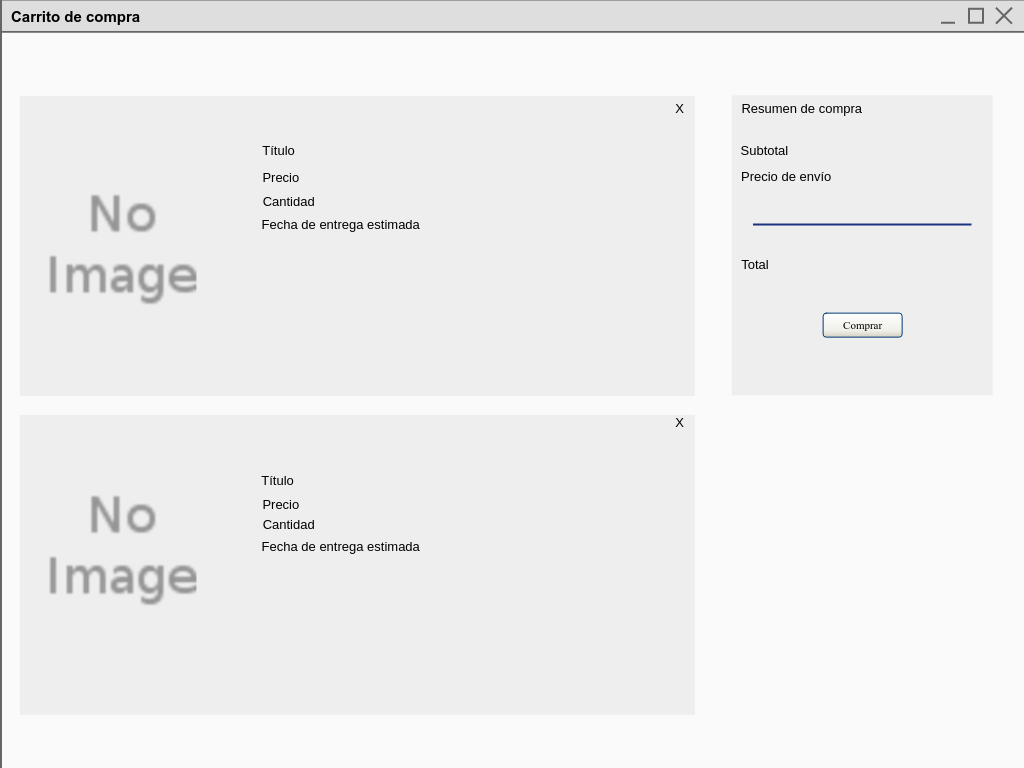 Carrito de compra
X
Título
Precio
Cantidad
Fecha de entrega estimada
No
Image
Resumen de compra
Subtotal
Precio de envío
Total
Comprar
X
Título
Precio
Cantidad
Fecha de entrega estimada
No
Image